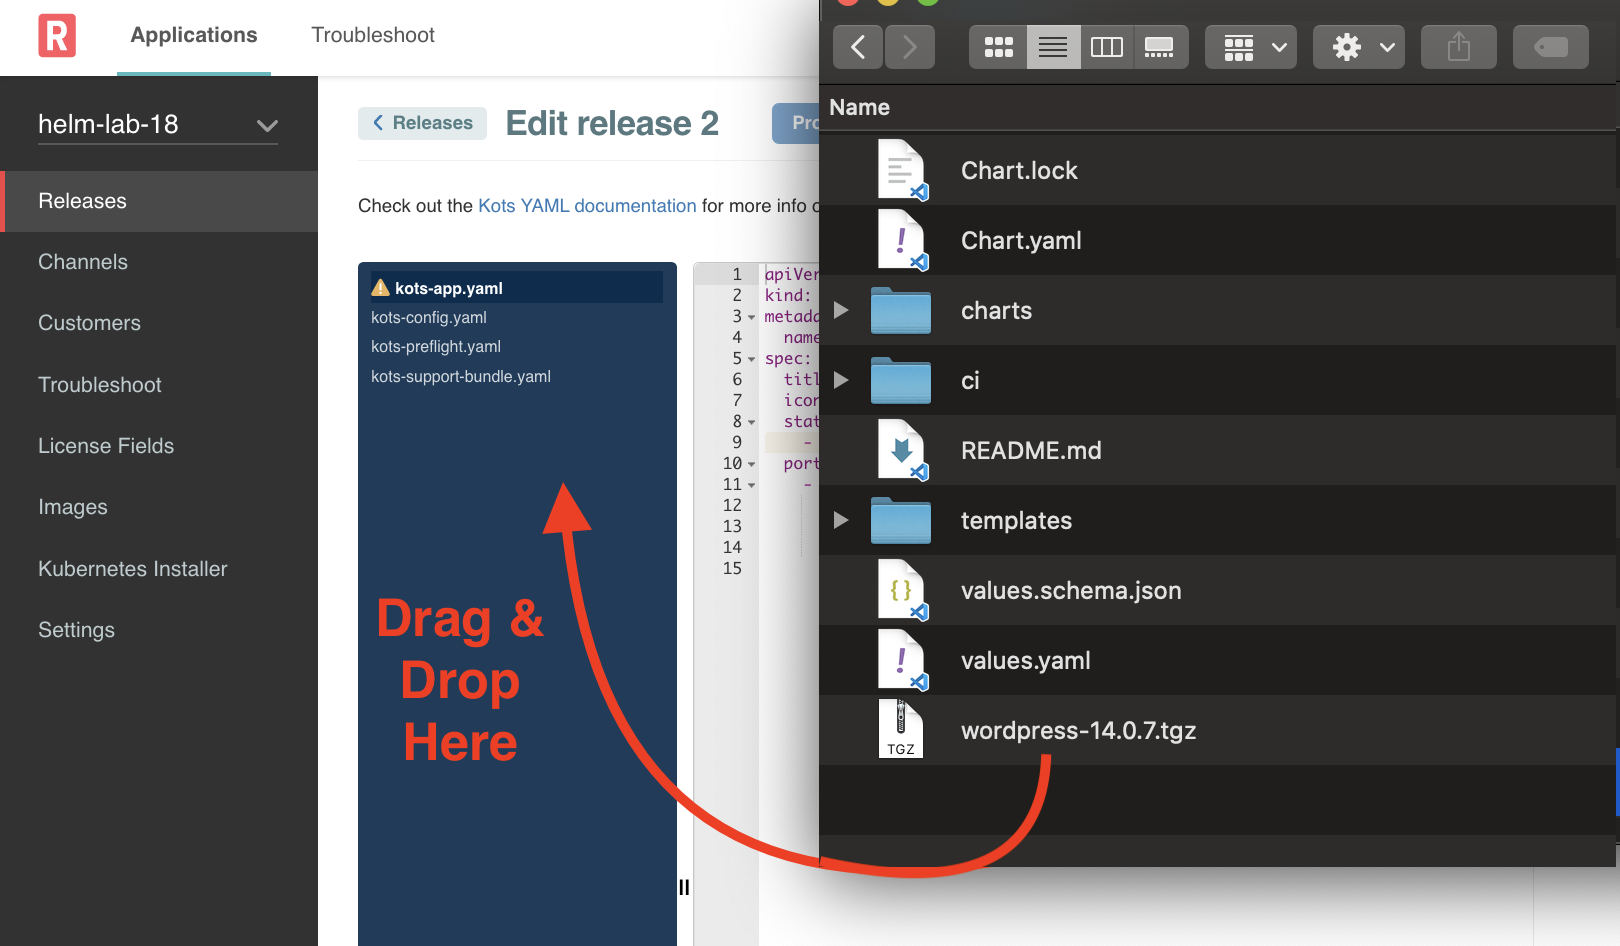 R
Applications
Troubleshoot
helm-lab-18
Releases
Channels
Customers
Troubleshoot
License Fields
Images
Kubernetes Installer
Settings
Releases
Edit release 2
Check out the Kots YAML documentation for more info
kots-app.yaml
kots-config.yaml
kots-preflight.yaml
kots-support-bundle.yaml
Drag &
Drop
Here
1 apiVer
2 kind:
3 metada
4 name
5 spec:
6 titl
7 icon
8 stat
9 -
10 port
11 -
12
13
14
15
Name
Chart.lock
Chart.yaml
charts
ci
README.md
templates
values.schema.json
values.yaml
TGZ
wordpress-14.0.7.tgz